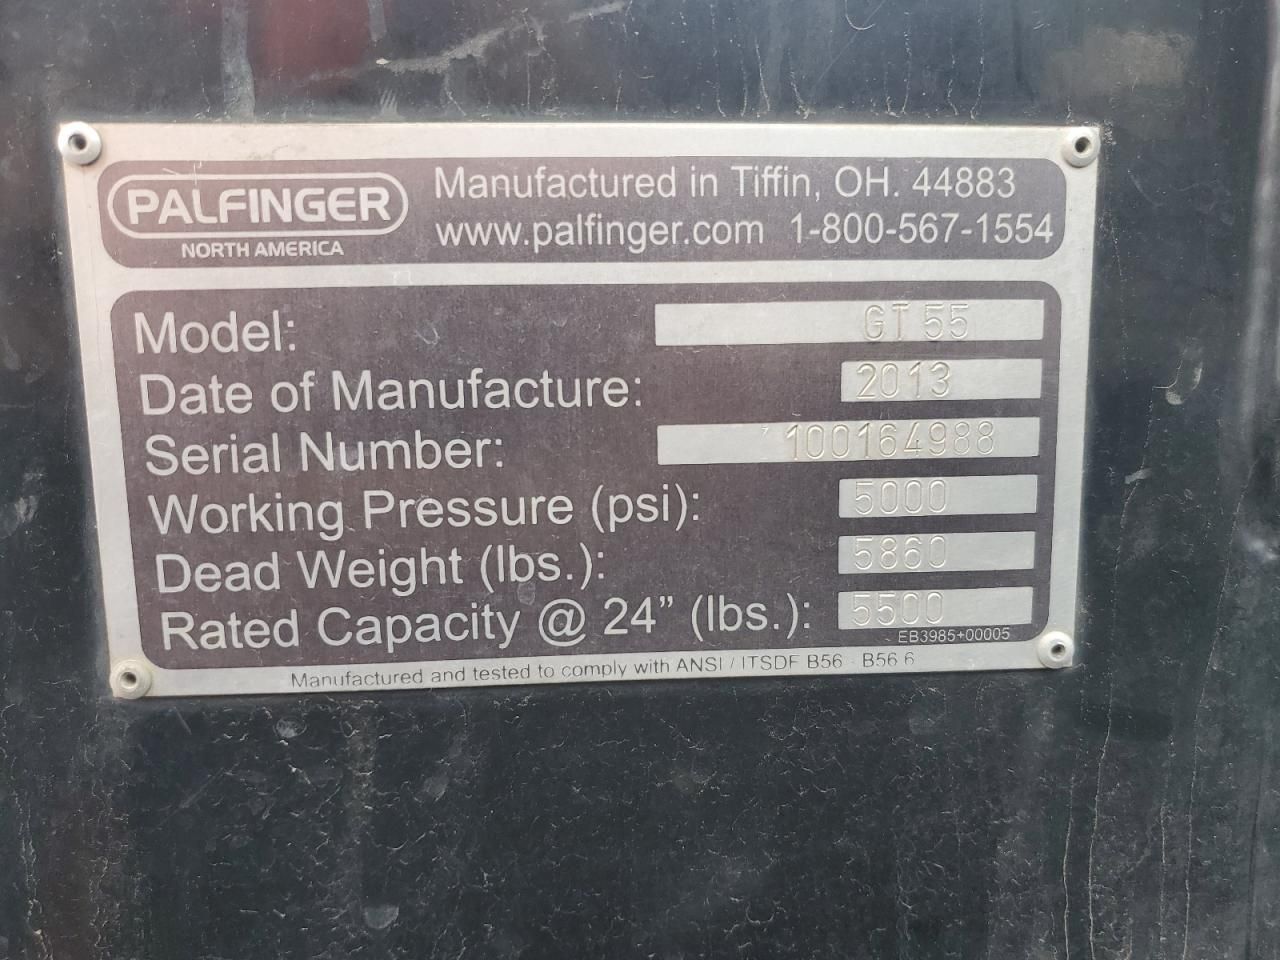 PALFINGER
NORTH AMERICA
Manufactured in Tiffin, OH. 44883
www.palfinger.com 1-800-567-1554
Model: GT 55
Date of Manufacture: 2013
Serial Number: 100164988
Working Pressure (psi): 5000
Dead Weight (lbs.): 5860
Rated Capacity @ 24" (lbs.): 5500
EB3985+00005
Manufactured and tested to comply with ANSI / ITSDF B56 - B56 6